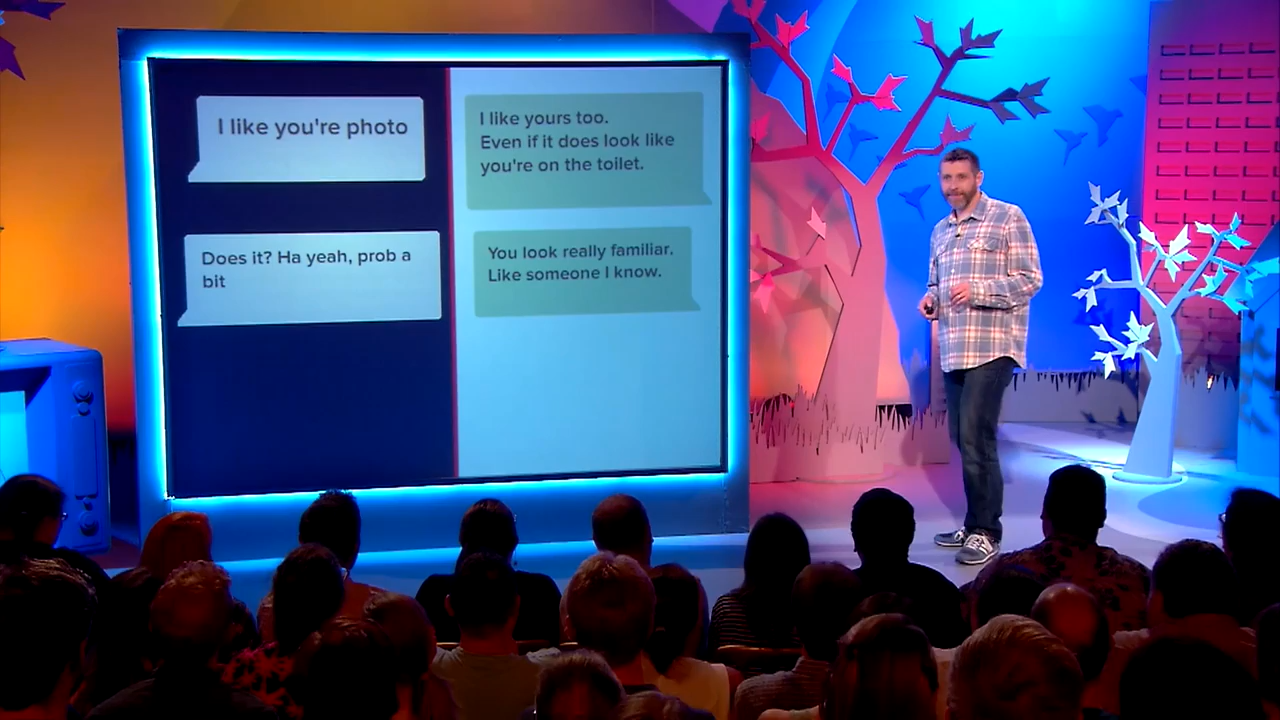 I like you're photo
I like yours too.
Even if it does look like
you're on the toilet.
Does it? Ha yeah, prob a
bit
You look really familiar.
Like someone I know.